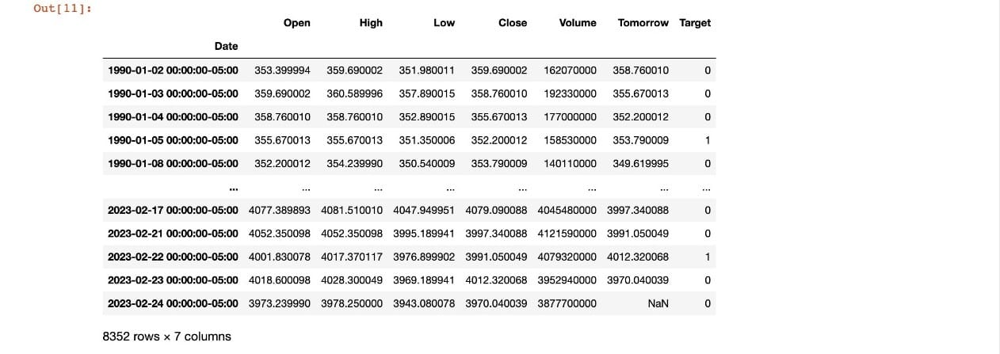 Out[11]:
Open High Low Close Volume Tomorrow Target
Date
1990-01-02 00:00:00-05:00 353.399994 359.690002 351.980011 359.690002 162070000 358.760010 0
1990-01-03 00:00:00-05:00 359.690002 360.589996 357.890015 358.760010 192330000 355.670013 0
1990-01-04 00:00:00-05:00 358.760010 358.760010 352.890015 355.670013 177000000 352.200012 0
1990-01-05 00:00:00-05:00 355.670013 355.670013 351.350006 352.200012 158530000 353.790009 1
1990-01-08 00:00:00-05:00 352.200012 354.239990 350.540009 353.790009 140110000 349.619995 0
... ... ... ... ... ... ... ...
2023-02-17 00:00:00-05:00 4077.389893 4081.510010 4047.949951 4079.090088 4045480000 3997.340088 0
2023-02-21 00:00:00-05:00 4052.350098 4052.350098 3995.189941 3997.340088 4121590000 3991.050049 0
2023-02-22 00:00:00-05:00 4001.830078 4017.370117 3976.899902 3991.050049 4079320000 4012.320068 1
2023-02-23 00:00:00-05:00 4018.600098 4028.300049 3969.189941 4012.320068 3952940000 3970.040039 0
2023-02-24 00:00:00-05:00 3973.239990 3978.250000 3943.080078 3970.040039 3877700000 NaN 0
8352 rows × 7 columns